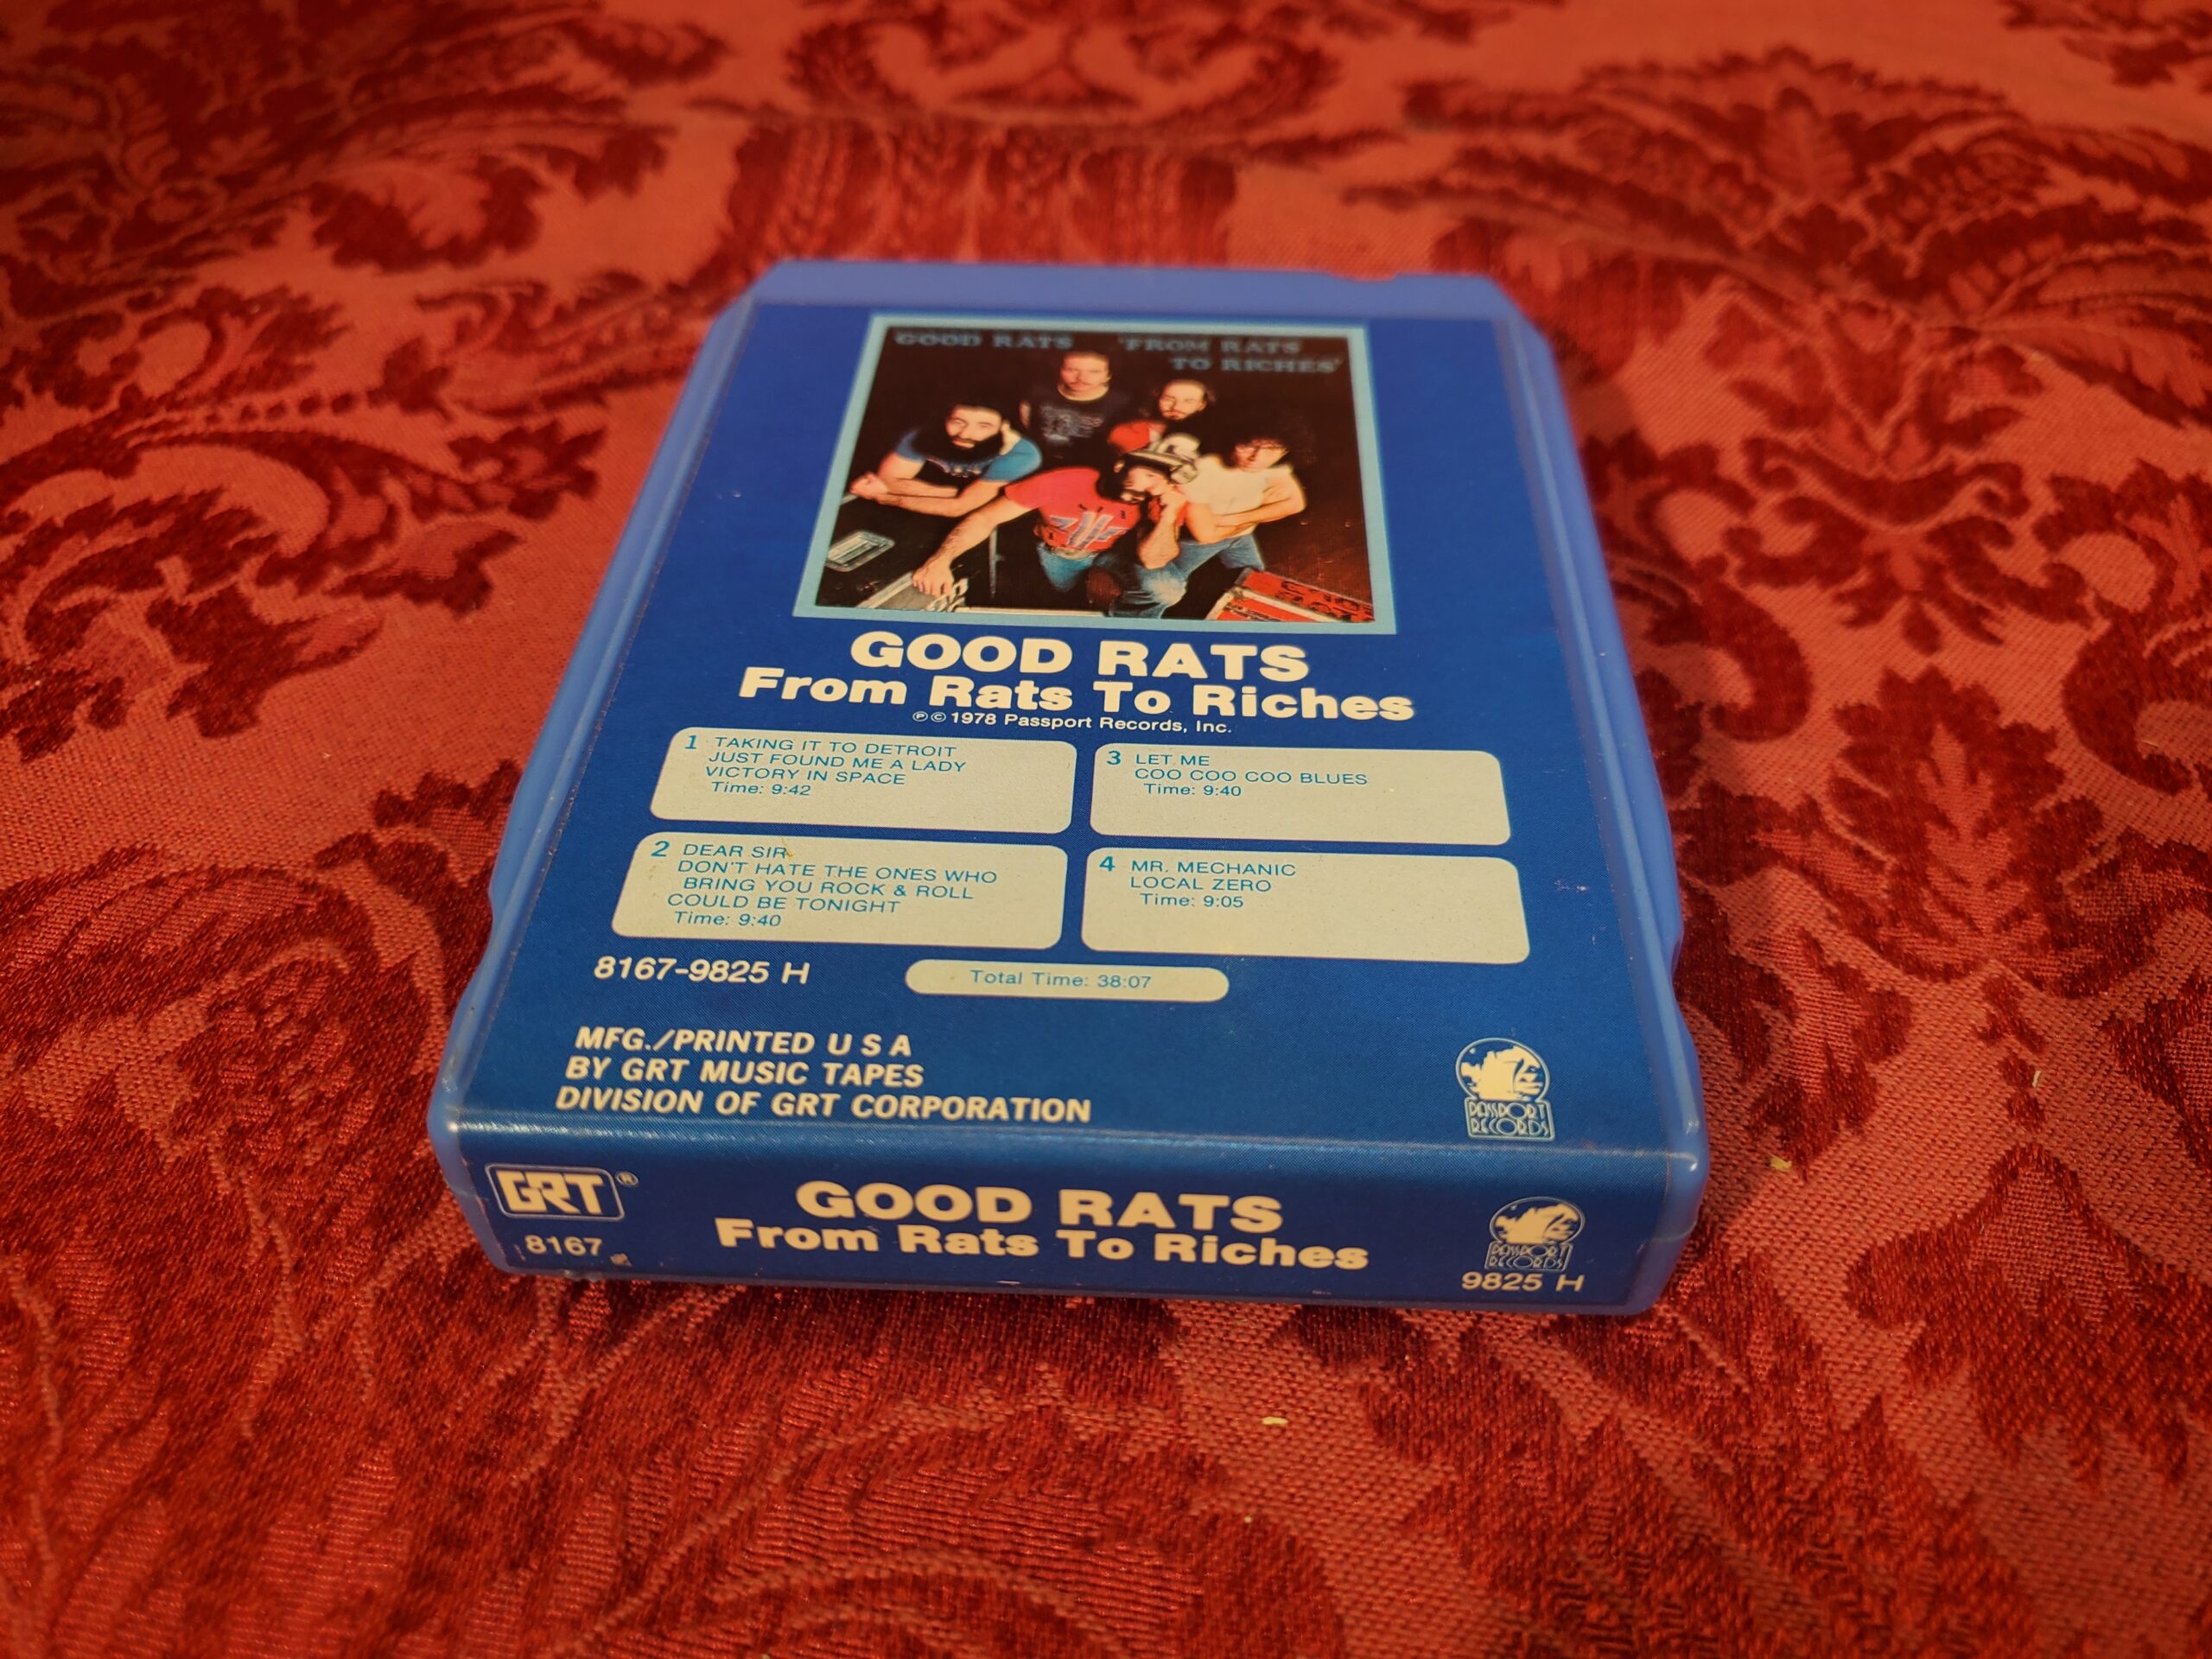 GOOD RATS 'FROM RATS
TO RICHES'
GOOD RATS
From Rats To Riches
℗ © 1978 Passport Records, Inc.
1 TAKING IT TO DETROIT
JUST FOUND ME A LADY
VICTORY IN SPACE
Time: 9:42
2 DEAR SIR
DON'T HATE THE ONES WHO
BRING YOU ROCK & ROLL
COULD BE TONIGHT
Time: 9:40
3 LET ME
COO COO COO BLUES
Time: 9:40
4 MR. MECHANIC
LOCAL ZERO
Time: 9:05
8167-9825 H
Total Time: 38:07
MFG./PRINTED U S A
BY GRT MUSIC TAPES
DIVISION OF GRT CORPORATION
PASSPORT
RECORDS
GRT®
8167
GOOD RATS
From Rats To Riches
PASSPORT
RECORDS
9825 H